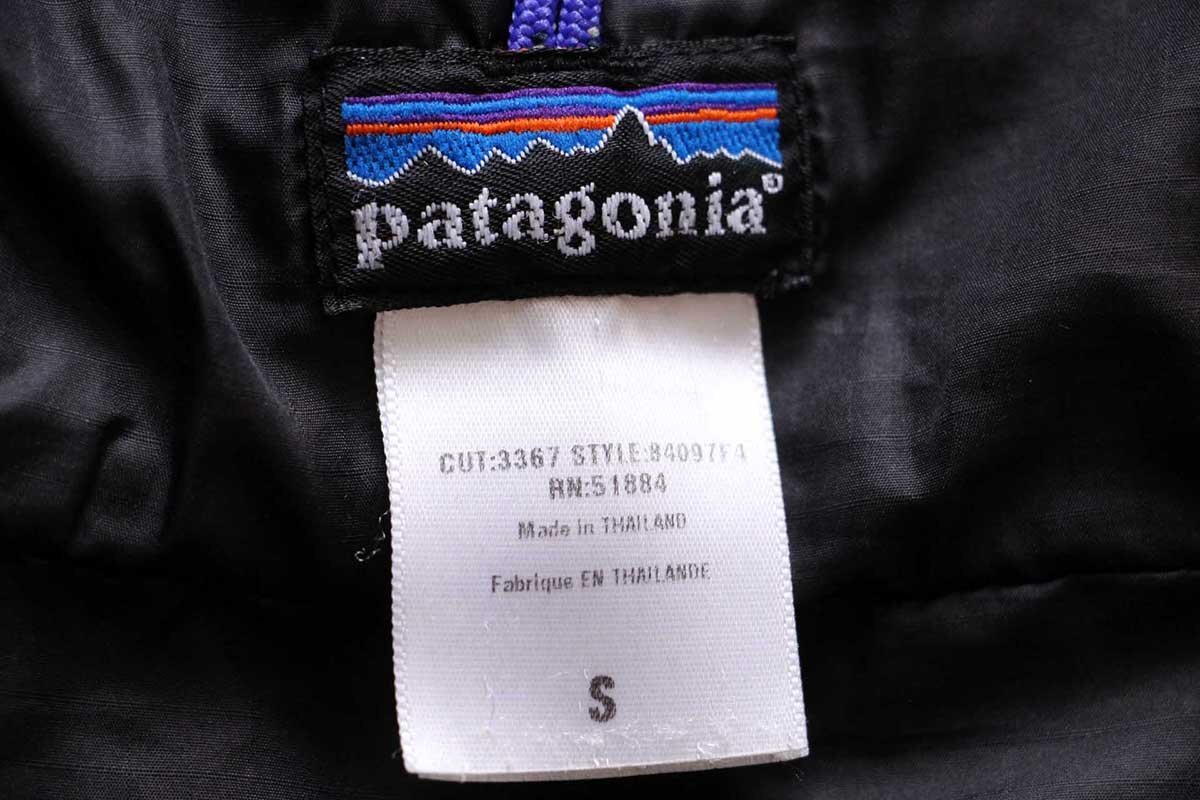 patagonia®
CUT:3367 STYLE:84097F4
RN:51884
Made in THAILAND
Fabrique EN THAILANDE
S